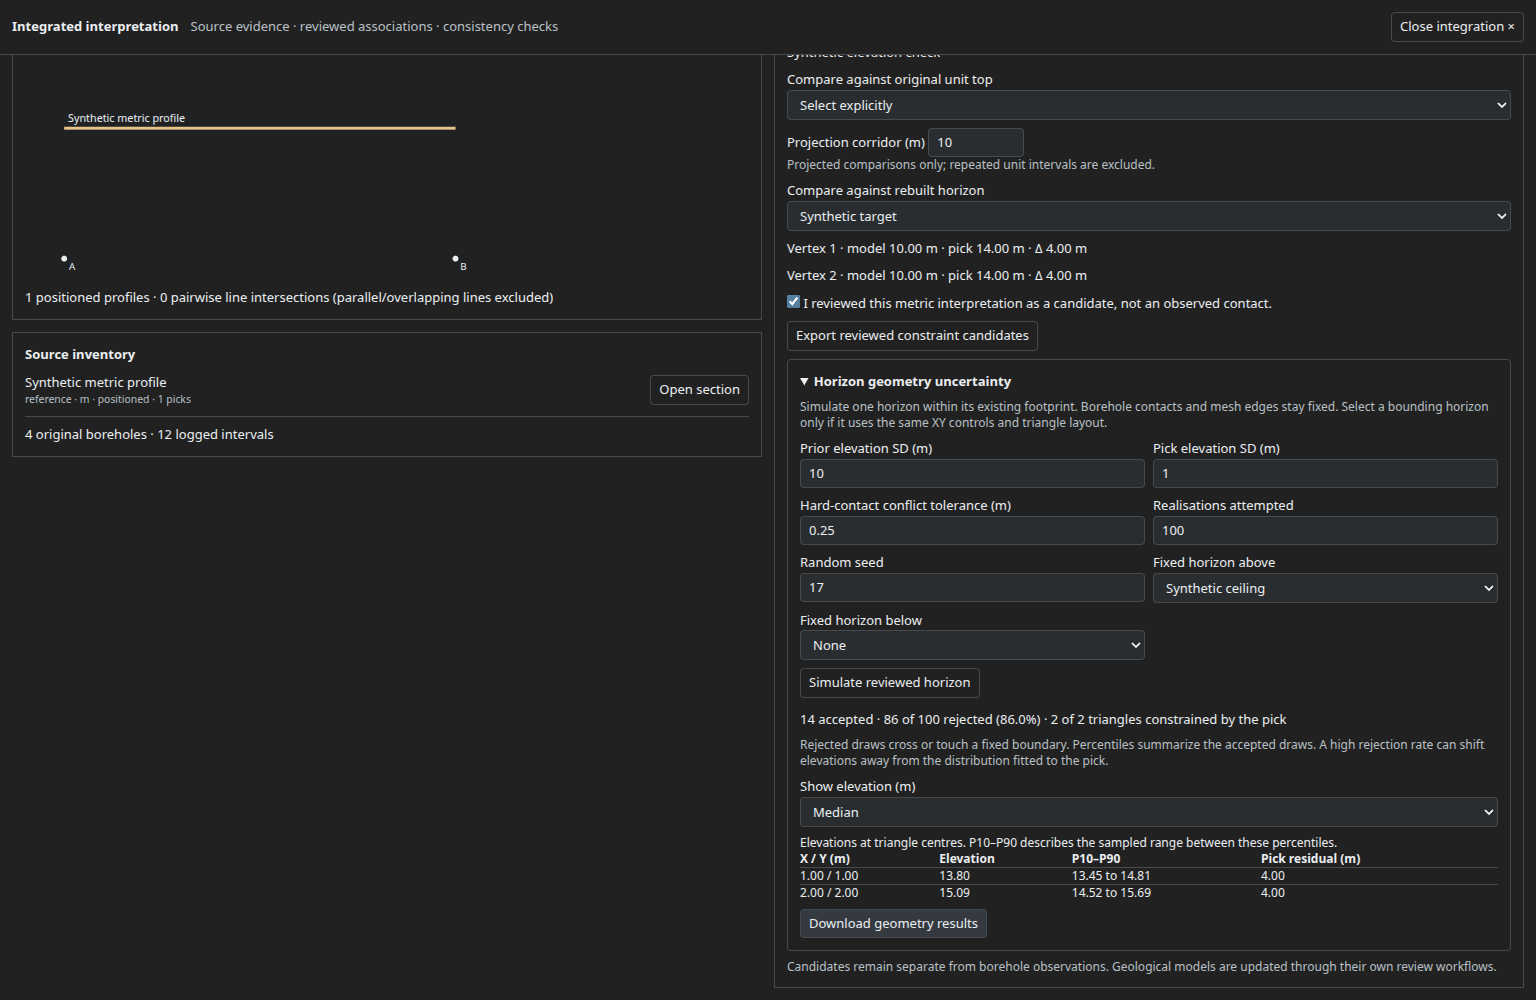 Integrated interpretation Source evidence · reviewed associations · consistency checks
Close integration ×
Synthetic metric profile
A
B
1 positioned profiles · 0 pairwise line intersections (parallel/overlapping lines excluded)
Source inventory
Synthetic metric profile
reference · m · positioned · 1 picks
Open section
4 original boreholes · 12 logged intervals
Synthetic elevation check
Compare against original unit top
Select explicitly
Projection corridor (m) 10
Projected comparisons only; repeated unit intervals are excluded.
Compare against rebuilt horizon
Synthetic target
Vertex 1 · model 10.00 m · pick 14.00 m · Δ 4.00 m
Vertex 2 · model 10.00 m · pick 14.00 m · Δ 4.00 m
I reviewed this metric interpretation as a candidate, not an observed contact.
Export reviewed constraint candidates
▼ Horizon geometry uncertainty
Simulate one horizon within its existing footprint. Borehole contacts and mesh edges stay fixed. Select a bounding horizon
only if it uses the same XY controls and triangle layout.
Prior elevation SD (m) Pick elevation SD (m)
10 1
Hard-contact conflict tolerance (m) Realisations attempted
0.25 100
Random seed Fixed horizon above
17 Synthetic ceiling
Fixed horizon below
None
Simulate reviewed horizon
14 accepted · 86 of 100 rejected (86.0%) · 2 of 2 triangles constrained by the pick
Rejected draws cross or touch a fixed boundary. Percentiles summarize the accepted draws. A high rejection rate can shift
elevations away from the distribution fitted to the pick.
Show elevation (m)
Median
Elevations at triangle centres. P10–P90 describes the sampled range between these percentiles.
X / Y (m) Elevation P10–P90 Pick residual (m)
1.00 / 1.00 13.80 13.45 to 14.81 4.00
2.00 / 2.00 15.09 14.52 to 15.69 4.00
Download geometry results
Candidates remain separate from borehole observations. Geological models are updated through their own review workflows.